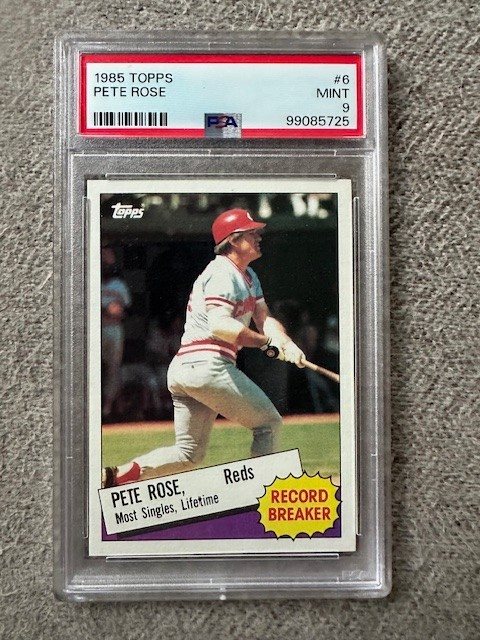 1985 TOPPS #6
PETE ROSE MINT
9
PSA 99085725
Topps
PETE ROSE, Reds
Most Singles, Lifetime
RECORD
BREAKER